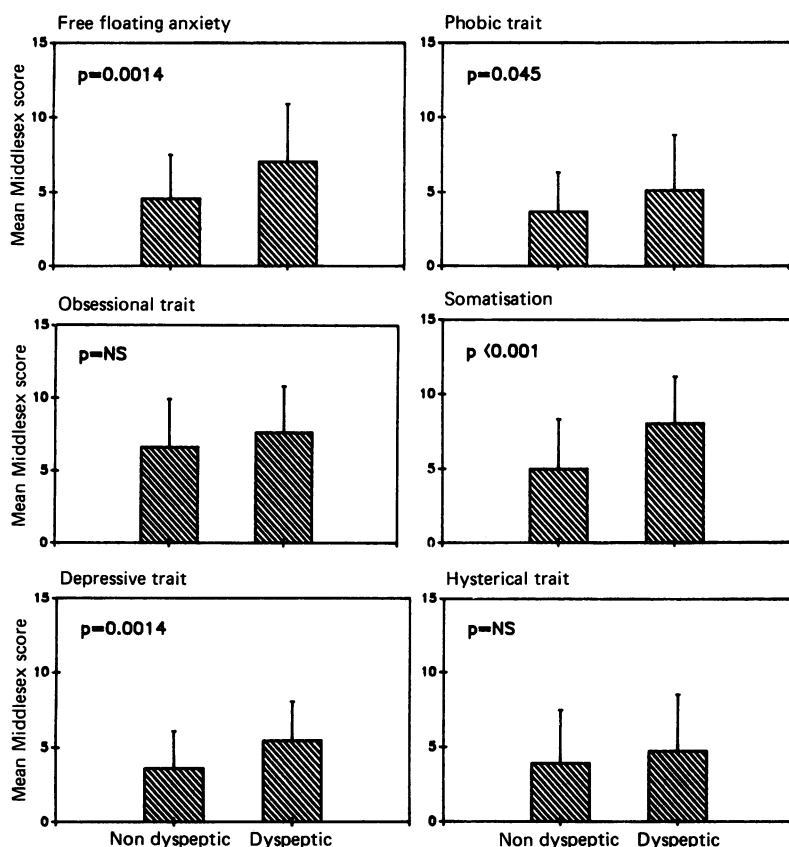 Free floating anxiety
Phobic trait
15
10
5
0
p=0.0014
15
10
5
0
p=0.045
Mean Middlesex score
Obsessional trait
Somatisation
15
10
5
0
p=NS
15
10
5
0
p <0.001
Mean Middlesex score
Depressive trait
Hysterical trait
15
10
5
0
p=0.0014
15
10
5
0
p=NS
Mean Middlesex score
Non dyspeptic Dyspeptic
Non dyspeptic Dyspeptic